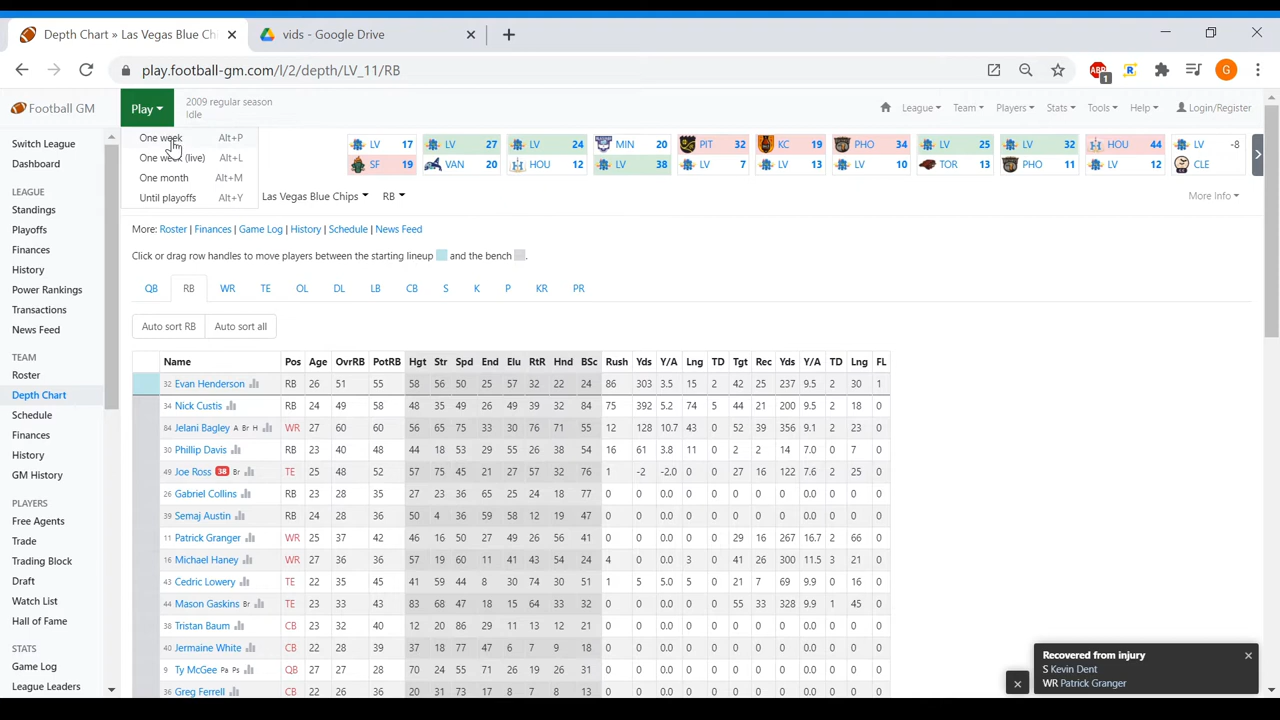 Depth Chart » Las Vegas Blue Ch
vids - Google Drive
play.football-gm.com/l/2/depth/LV_11/RB
ABP
1
G
Football GM
Play
2009 regular season
Idle
League
Team
Players
Stats
Tools
Help
Login/Register
One week Alt+P
One week (live) Alt+L
One month Alt+M
Until playoffs Alt+Y
LV 17 LV 27 LV 24 MIN 20 PIT 32 KC 19 PHO 34 LV 25 LV 32 HOU 44 LV -8
SF 19 VAN 20 HOU 12 LV 38 LV 7 LV 13 LV 10 TOR 13 PHO 11 LV 12 CLE
Las Vegas Blue Chips RB More Info
More: Roster | Finances | Game Log | History | Schedule | News Feed
Click or drag row handles to move players between the starting lineup and the bench .
QB RB WR TE OL DL LB CB S K P KR PR
Auto sort RB Auto sort all
Name Pos Age OvrRB PotRB Hgt Str Spd End Elu RtR Hnd BSc Rush Yds Y/A Lng TD Tgt Rec Yds Y/A TD Lng FL
32 Evan Henderson RB 26 51 55 58 56 50 25 57 32 22 24 86 303 3.5 15 2 42 25 237 9.5 2 30 1
34 Nick Custis RB 24 49 58 48 35 49 26 49 39 32 84 75 392 5.2 74 5 44 21 200 9.5 2 18 0
84 Jelani Bagley A Br H WR 27 60 60 56 65 75 33 30 76 71 55 12 128 10.7 43 0 52 39 356 9.1 2 23 0
30 Phillip Davis RB 23 40 48 44 18 53 29 55 26 38 54 16 61 3.8 11 0 2 2 14 7.0 0 7 0
49 Joe Ross 38 Br TE 25 48 52 57 75 45 21 27 57 32 76 1 -2 -2.0 0 0 27 16 122 7.6 2 25 0
26 Gabriel Collins RB 23 28 35 27 23 36 65 25 24 18 77 0 0 0.0 0 0 0 0 0 0.0 0 0 0
39 Semaj Austin RB 24 28 36 50 4 36 59 58 12 19 47 0 0 0.0 0 0 0 0 0 0.0 0 0 0
11 Patrick Granger WR 25 37 42 46 16 50 27 49 26 56 41 0 0 0.0 0 0 29 16 267 16.7 2 66 0
16 Michael Haney WR 27 36 36 57 19 60 11 41 43 54 24 4 0 0.0 3 0 41 26 300 11.5 3 21 0
43 Cedric Lowery TE 22 35 45 41 59 44 8 30 74 30 51 1 5 5.0 5 0 21 7 69 9.9 0 16 0
44 Mason Gaskins Br TE 23 33 43 83 68 47 18 15 64 33 32 0 0 0.0 0 0 55 33 328 9.9 1 45 0
38 Tristan Baum CB 23 32 40 12 20 86 29 11 13 12 21 0 0 0.0 0 0 0 0 0 0.0 0 0 0
40 Jermaine White CB 22 28 39 37 18 77 47 6 7 9 18 0 0 0.0 0 0 0 0 0 0.0 0 0 0
9 Ty McGee Pa Ps QB 27 27 28 70 24 55 71 26 19 26 31 0 0 0.0 0 0 0 0 0 0.0 0 0 0
36 Greg Ferrell CB 22 26 36 20 31 73 27 8 7 8 13 0 0 0.0 0 0 0 0 0 0.0 0 0 0
Switch League
Dashboard
LEAGUE
Standings
Playoffs
Finances
History
Power Rankings
Transactions
News Feed
TEAM
Roster
Depth Chart
Schedule
Finances
History
GM History
PLAYERS
Free Agents
Trade
Trading Block
Draft
Watch List
Hall of Fame
STATS
Game Log
League Leaders
Recovered from injury
S Kevin Dent
WR Patrick Granger